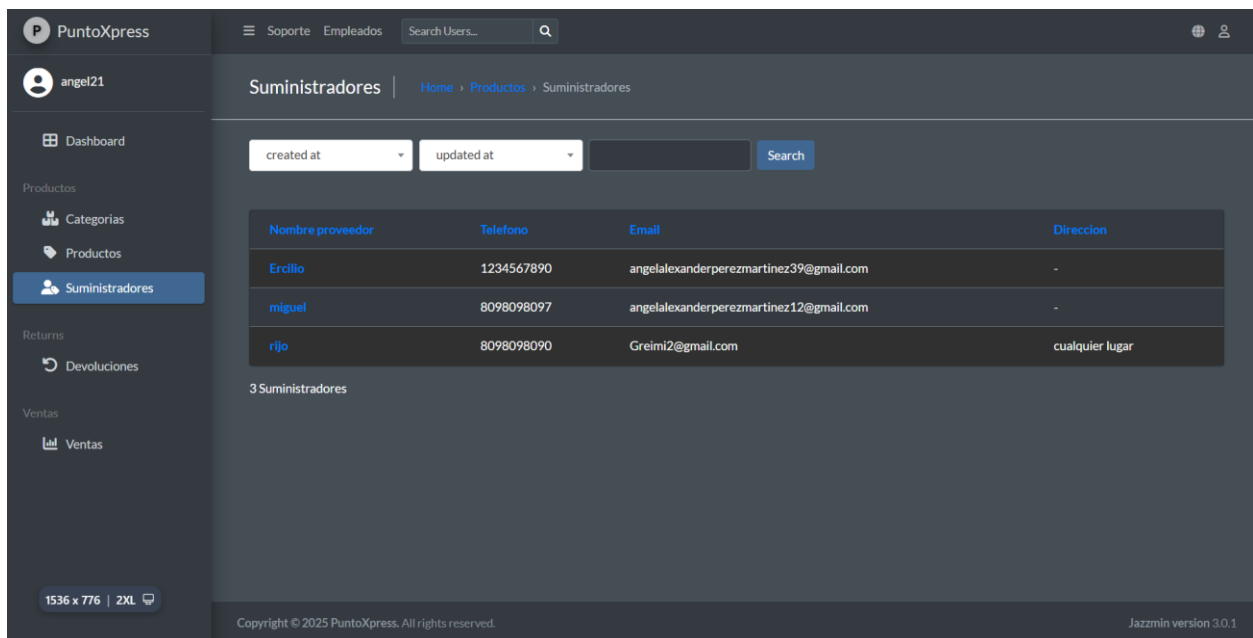 P PuntoXpress
Soporte Empleados Search Users...
angel21
Suministradores Home › Productos › Suministradores
Dashboard
created at updated at Search
Productos
Categorias
Productos
Suministradores
Returns
Devoluciones
Ventas
Ventas
Nombre proveedor Telefono Email Direccion
Ercilio 1234567890 angelalexanderperezmartinez39@gmail.com -
miguel 8098098097 angelalexanderperezmartinez12@gmail.com -
rijo 8098098090 Greimi2@gmail.com cualquier lugar
3 Suministradores
1536 x 776 | 2XL
Copyright © 2025 PuntoXpress. All rights reserved. Jazzmin version 3.0.1